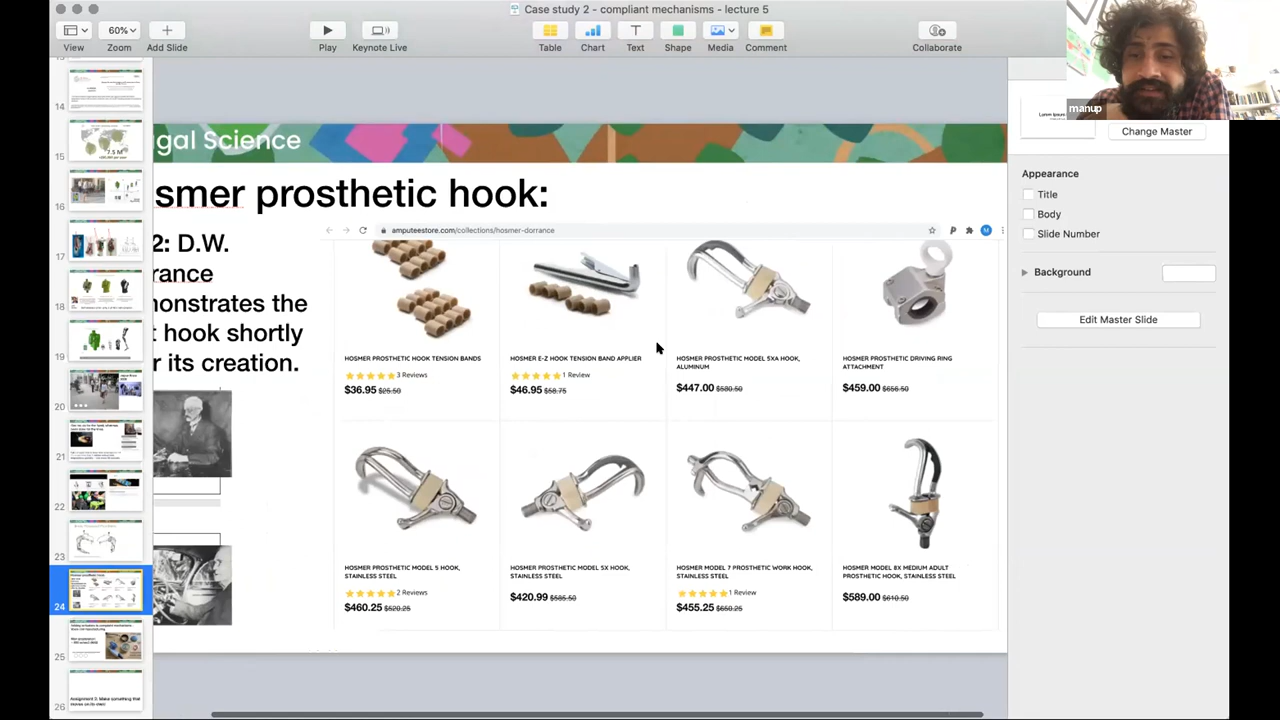 Case study 2 - compliant mechanisms - lecture 5
60%
View
Zoom
Add Slide
Play
Keynote Live
Table
Chart
Text
Shape
Media
Comment
Collaborate
manup
Change Master
Appearance
Title
Body
Slide Number
Background
Edit Master Slide
14
15
16
17
18
19
20
21
22
23
24
25
26
gal Science
smer prosthetic hook:
2: D.W.
rance
nonstrates the
t hook shortly
r its creation.
amputeestore.com/collections/hosmer-dorrance
HOSMER PROSTHETIC HOOK TENSION BANDS
3 Reviews
$36.95 $25.50
HOSMER E-Z HOOK TENSION BAND APPLIER
1 Review
$46.95 $58.75
HOSMER PROSTHETIC MODEL 5XA HOOK,
ALUMINUM
$447.00 $580.50
HOSMER PROSTHETIC DRIVING RING
ATTACHMENT
$459.00 $656.50
HOSMER PROSTHETIC MODEL 5 HOOK,
STAINLESS STEEL
2 Reviews
$460.25 $520.25
HOSMER PROSTHETIC MODEL 5X HOOK,
STAINLESS STEEL
$420.99 $585.50
HOSMER MODEL 7 PROSTHETIC WORK HOOK,
STAINLESS STEEL
1 Review
$455.25 $650.25
HOSMER MODEL 8X MEDIUM ADULT
PROSTHETIC HOOK, STAINLESS STEEL
$589.00 $610.50